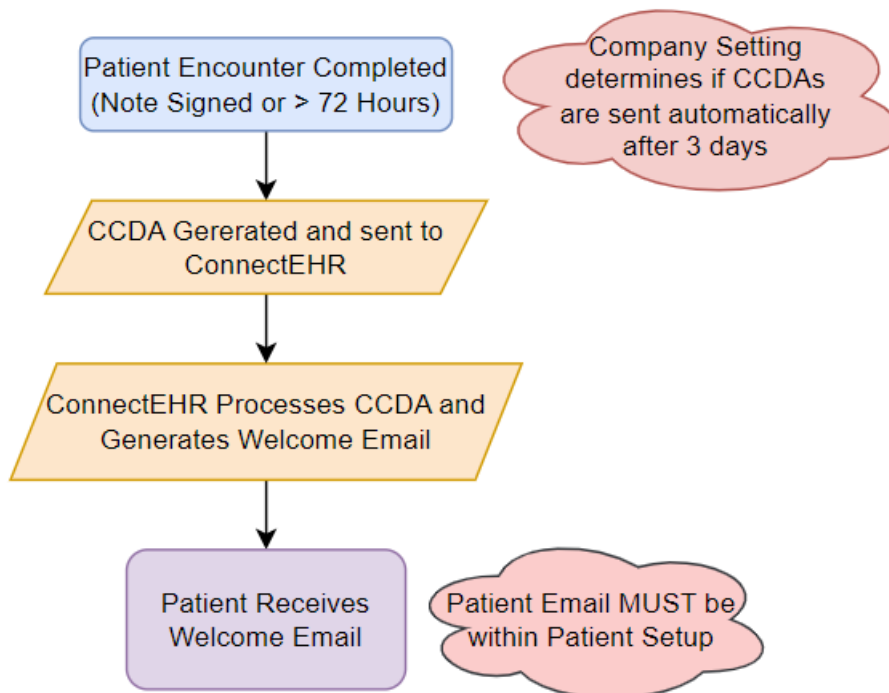 Patient Encounter Completed
(Note Signed or > 72 Hours)
Company Setting
determines if CCDAs
are sent automatically
after 3 days
CCDA Gererated and sent to
ConnectEHR
ConnectEHR Processes CCDA and
Generates Welcome Email
Patient Receives
Welcome Email
Patient Email MUST be
within Patient Setup